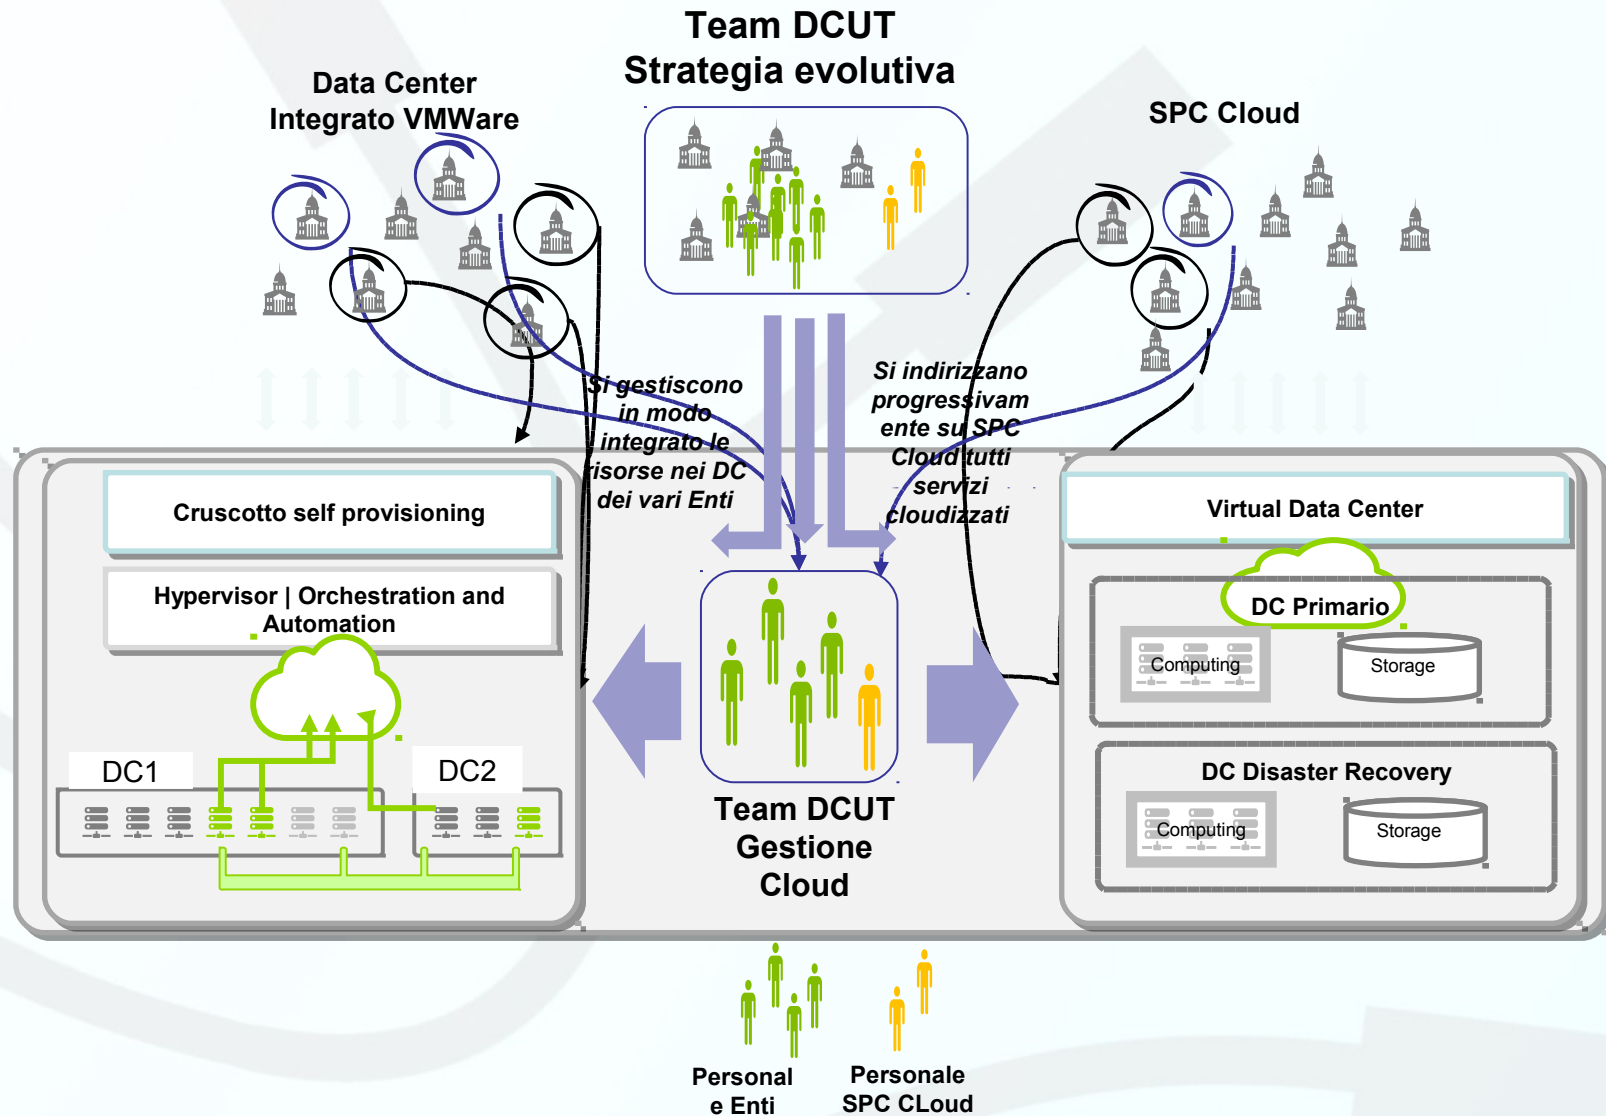 Team DCUT
Strategia evolutiva
Data Center
Integrato VMWare
SPC Cloud
Si gestiscono
in modo
integrato le
risorse nei DC
dei vari Enti
Si indirizzano
progressivam
ente su SPC
Cloud tutti
servizi
cloudizzati
Cruscotto self provisioning
Hypervisor | Orchestration and
Automation
DC1
DC2
Team DCUT
Gestione
Cloud
Virtual Data Center
DC Primario
Computing
Storage
DC Disaster Recovery
Computing
Storage
Personal
e Enti
Personale
SPC CLoud